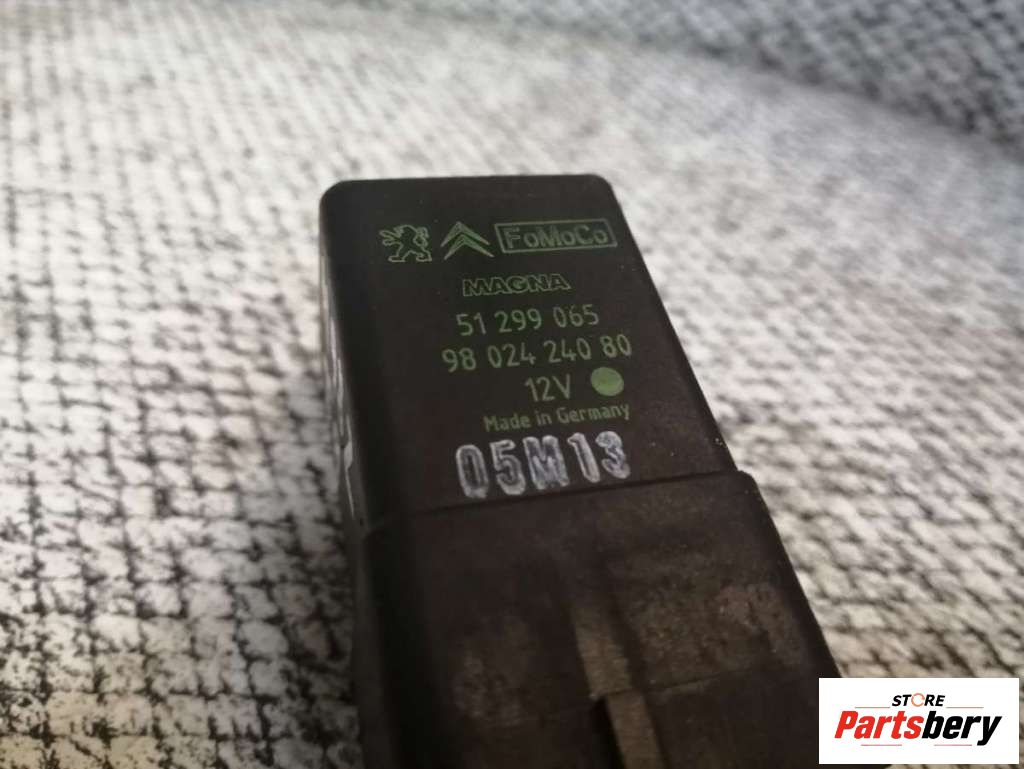 FoMoCo
MAGNA
51 299 065
98 024 240 80
12V
Made in Germany
05M13
STORE
Partsbery